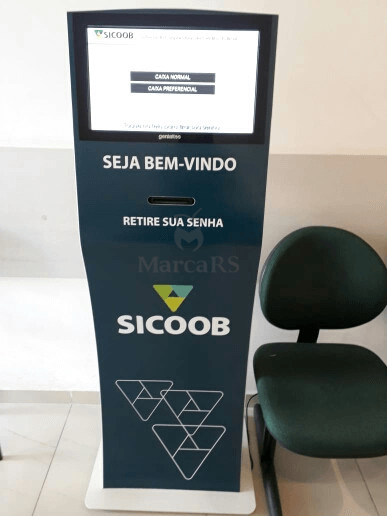 SICOOB
CAIXA NORMAL
CAIXA PREFERENCIAL
SEJA BEM-VINDO
RETIRE SUA SENHA
MarcaRS
SICOOB